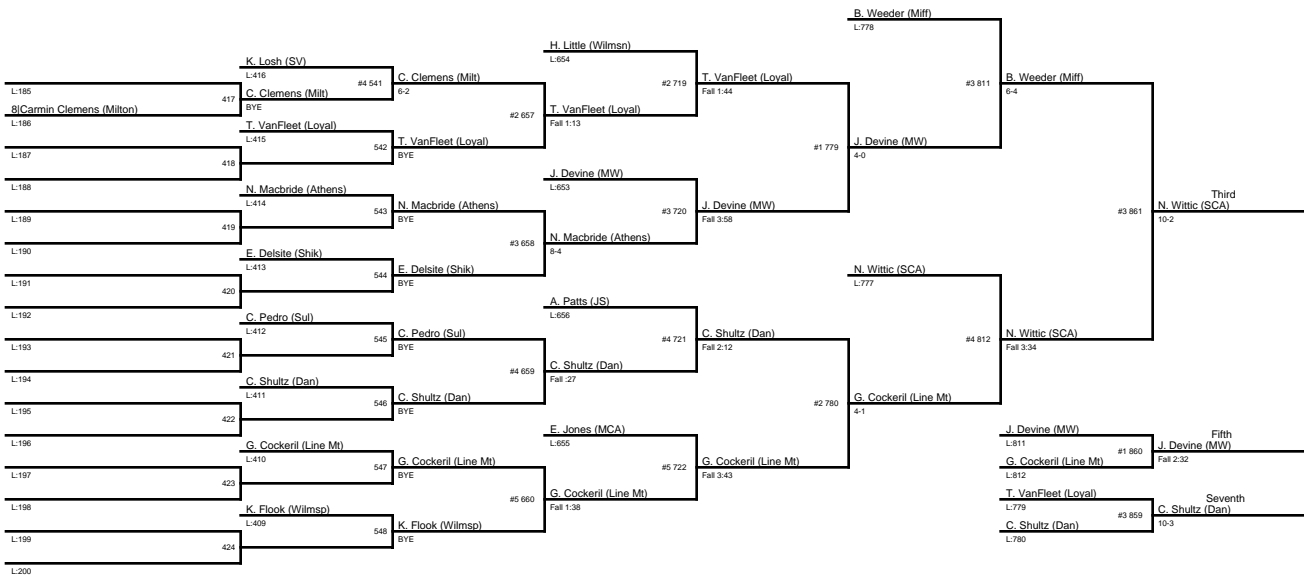 B. Weeder (Miff)
L:778
H. Little (Wilmsn)
L:654
K. Losh (SV)
L:416
#4 541
C. Clemens (Milt)
6-2
#2 719
T. VanFleet (Loyal)
Fall 1:44
#3 811
B. Weeder (Miff)
6-4
L:185
417
C. Clemens (Milt)
BYE
8|Carmin Clemens (Milton)
L:186
#2 657
T. VanFleet (Loyal)
Fall 1:13
T. VanFleet (Loyal)
L:415
542
T. VanFleet (Loyal)
BYE
#1 779
J. Devine (MW)
4-0
L:187
418
L:188
J. Devine (MW)
L:653
N. Macbride (Athens)
L:414
543
N. Macbride (Athens)
BYE
#3 720
J. Devine (MW)
Fall 3:58
#3 861
Third
N. Wittic (SCA)
10-2
L:189
419
L:190
#3 658
N. Macbride (Athens)
8-4
E. Delsite (Shik)
L:413
544
E. Delsite (Shik)
BYE
N. Wittic (SCA)
L:777
L:191
420
L:192
A. Patts (JS)
L:656
C. Pedro (Sul)
L:412
545
C. Pedro (Sul)
BYE
#4 721
C. Shultz (Dan)
Fall 2:12
#4 812
N. Wittic (SCA)
Fall 3:34
L:193
421
L:194
#4 659
C. Shultz (Dan)
Fall :27
C. Shultz (Dan)
L:411
546
C. Shultz (Dan)
BYE
#2 780
G. Cockeril (Line Mt)
4-1
L:195
422
L:196
E. Jones (MCA)
L:655
J. Devine (MW)
L:811
#1 860
Fifth
J. Devine (MW)
Fall 2:32
G. Cockeril (Line Mt)
L:812
G. Cockeril (Line Mt)
L:410
547
G. Cockeril (Line Mt)
BYE
#5 722
G. Cockeril (Line Mt)
Fall 3:43
L:197
423
L:198
#5 660
G. Cockeril (Line Mt)
Fall 1:38
T. VanFleet (Loyal)
L:779
#3 859
Seventh
C. Shultz (Dan)
10-3
C. Shultz (Dan)
L:780
K. Flook (Wilmsp)
L:409
548
K. Flook (Wilmsp)
BYE
L:199
424
L:200